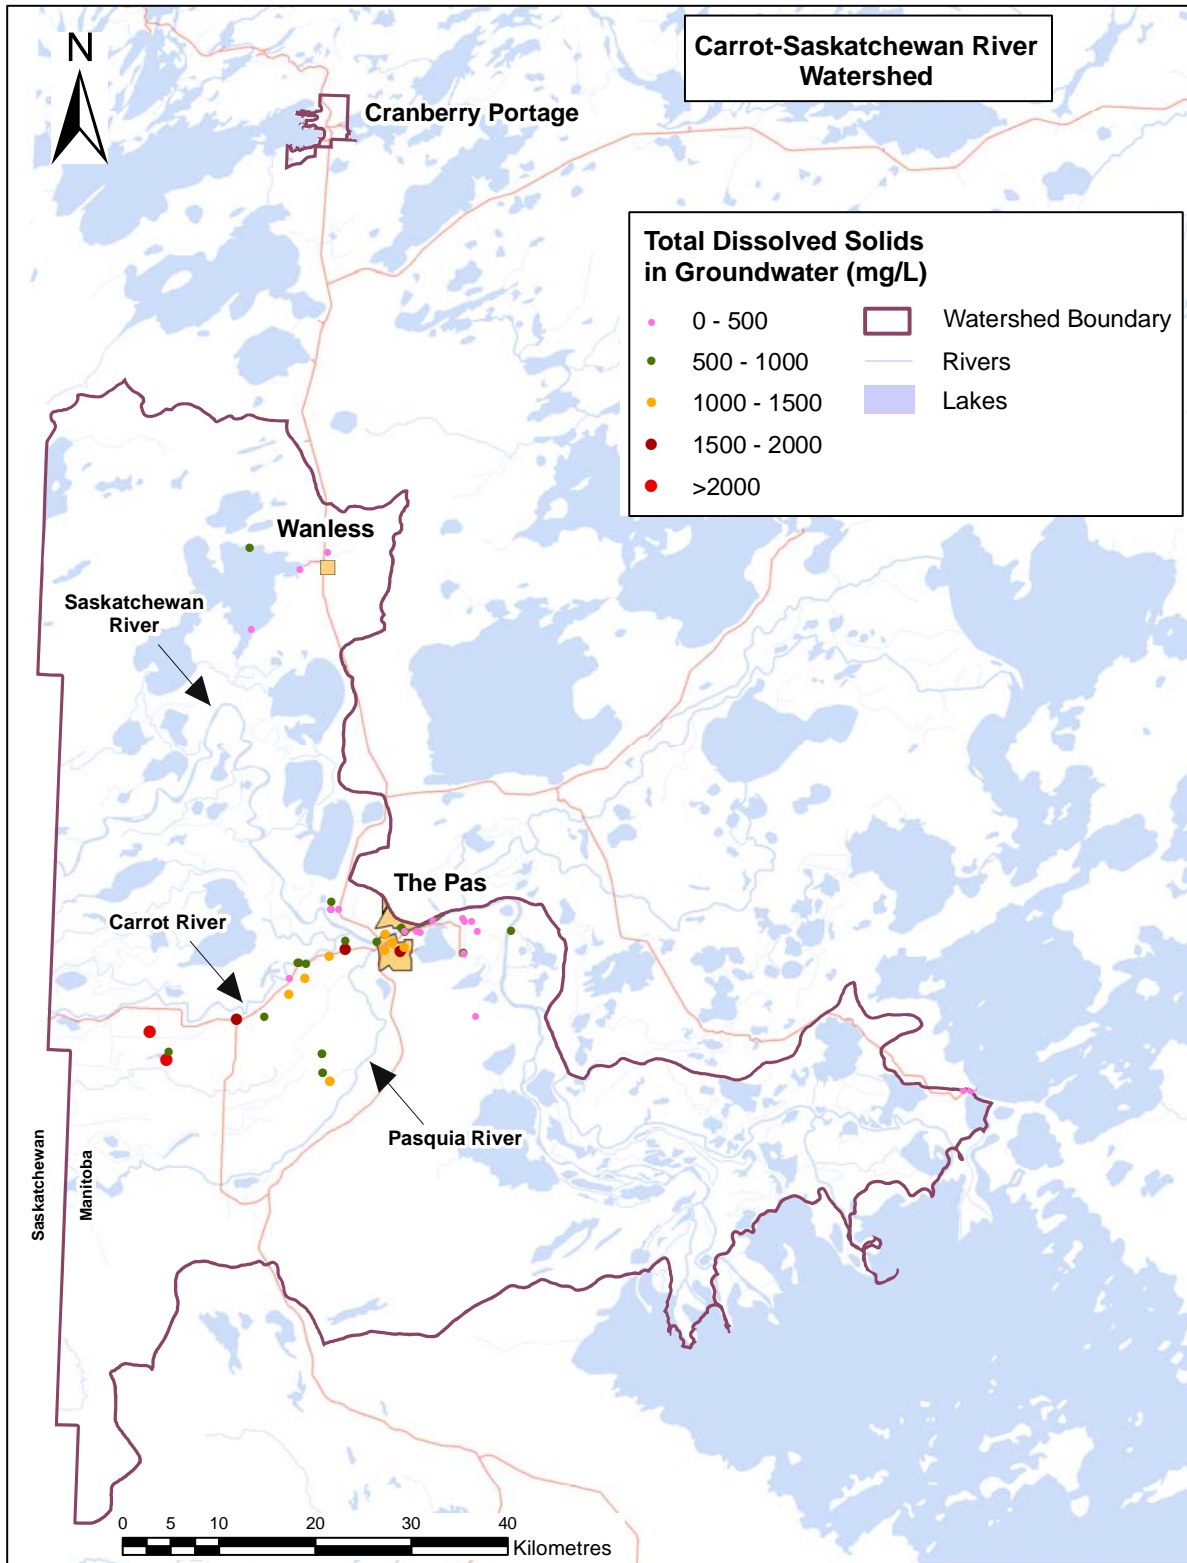 Carrot-Saskatchewan River
Watershed
N
Cranberry Portage
Total Dissolved Solids
in Groundwater (mg/L)
0 - 500
500 - 1000
1000 - 1500
1500 - 2000
>2000
Watershed Boundary
Rivers
Lakes
Wanless
Saskatchewan
River
The Pas
Carrot River
Pasquia River
Saskatchewan
Manitoba
0 5 10 20 30 40
Kilometres